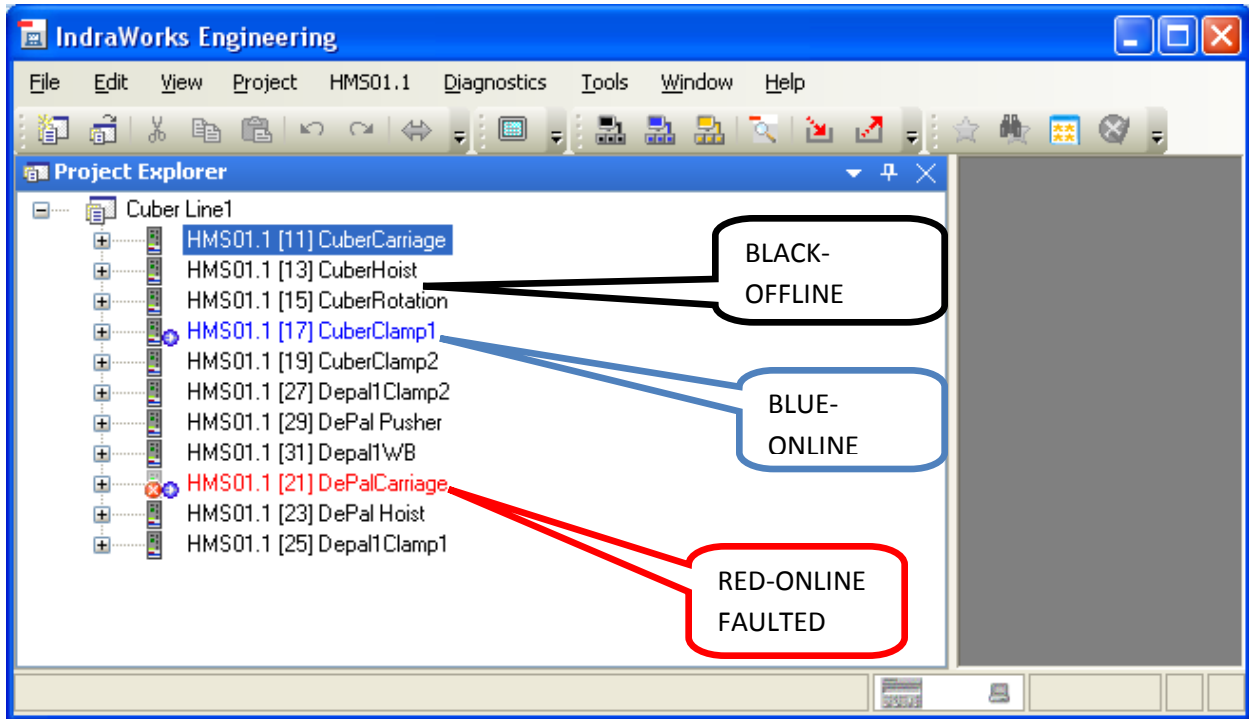 IndraWorks Engineering
File Edit View Project HMS01.1 Diagnostics Tools Window Help
Project Explorer
Cuber Line1
HMS01.1 [11] CuberCarriage
HMS01.1 [13] CuberHoist
HMS01.1 [15] CuberRotation
HMS01.1 [17] CuberClamp1
HMS01.1 [19] CuberClamp2
HMS01.1 [27] Depal1Clamp2
HMS01.1 [29] DePal Pusher
HMS01.1 [31] Depal1WB
HMS01.1 [21] DePalCarriage
HMS01.1 [23] DePal Hoist
HMS01.1 [25] Depal1Clamp1
BLACK-
OFFLINE
BLUE-
ONLINE
RED-ONLINE
FAULTED